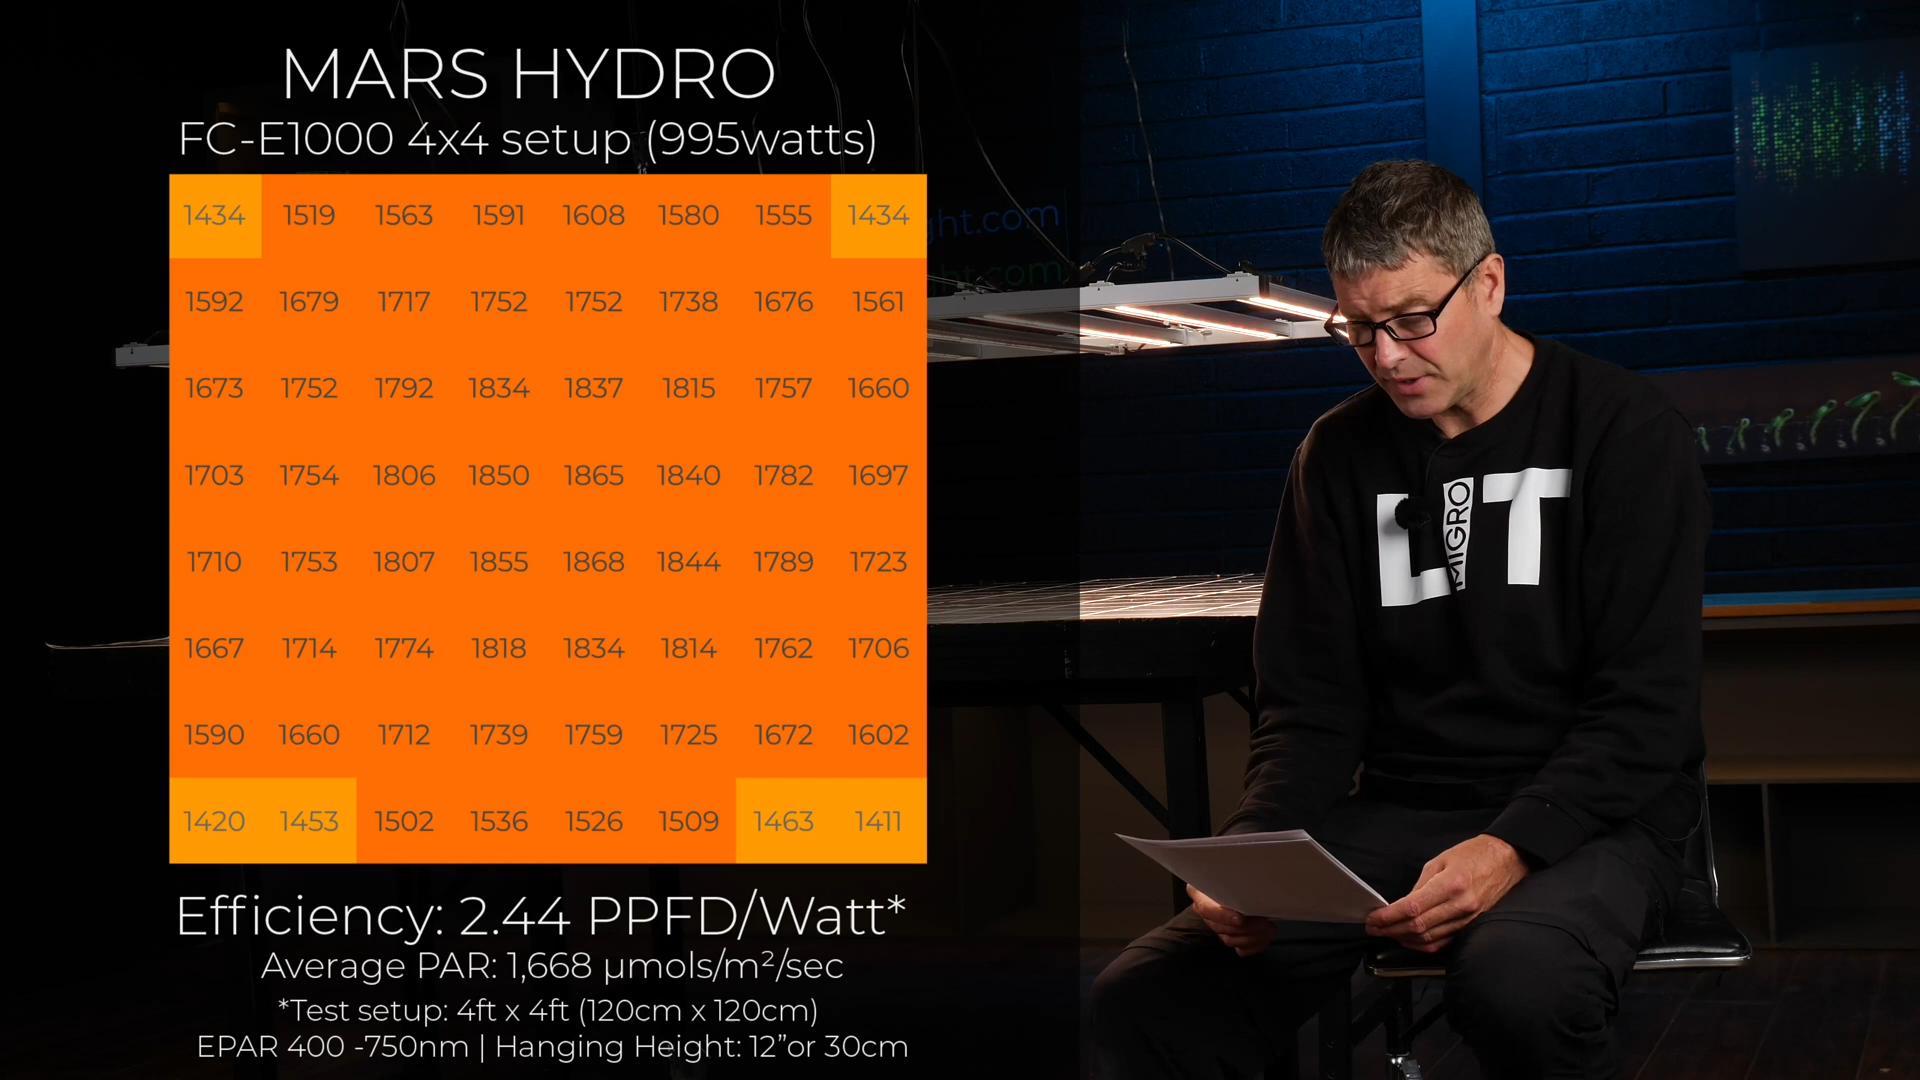 MARS HYDRO
FC-E1000 4x4 setup (995watts)
1434 1519 1563 1591 1608 1580 1555 1434
1592 1679 1717 1752 1752 1738 1676 1561
1673 1752 1792 1834 1837 1815 1757 1660
1703 1754 1806 1850 1865 1840 1782 1697
1710 1753 1807 1855 1868 1844 1789 1723
1667 1714 1774 1818 1834 1814 1762 1706
1590 1660 1712 1739 1759 1725 1672 1602
1420 1453 1502 1536 1526 1509 1463 1411
Efficiency: 2.44 PPFD/Watt*
Average PAR: 1,668 µmols/m²/sec
*Test setup: 4ft x 4ft (120cm x 120cm)
EPAR 400 -750nm | Hanging Height: 12”or 30cm
ght.com
ht.com
LIT
MIGRO